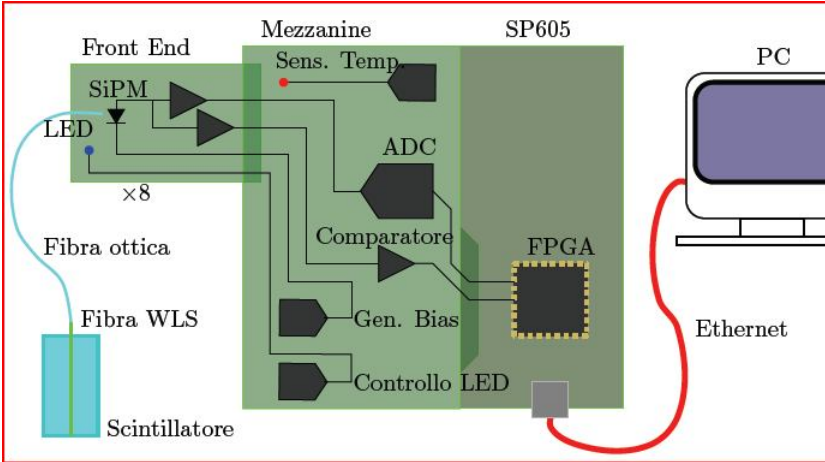 Mezzanine
SP605
Front End
PC
Sens. Temp.
SiPM
LED
ADC
×8
Comparatore
Fibra ottica
FPGA
Fibra WLS
Gen. Bias
Ethernet
Controllo LED
Scintillatore